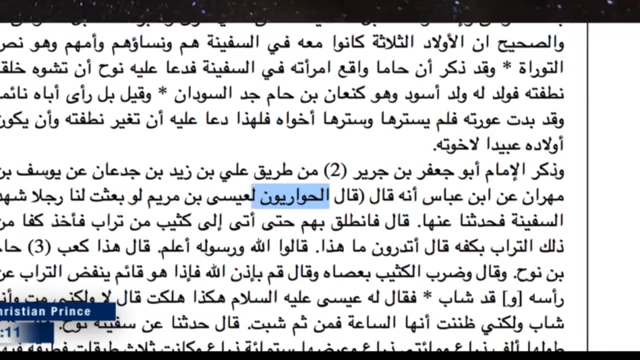 والصحيح ان الأولاد الثلاثة كانوا معه في السفينة هم ونساؤهم وأمهم وهو نص
التوراة * وقد ذكر أن حاما واقع امرأته في السفينة فدعا عليه نوح أن تشوه خلقة
نطفته فولد له ولد أسود وهو كنعان بن حام جد السودان * وقيل بل رأى أباه نائما
وقد بدت عورته فلم يسترها وسترها أخواه فلهذا دعا عليه أن تغير نطفته وأن يكون
أولاده عبيدا لاخوته.
وذكر الإمام أبو جعفر بن جرير (2) من طريق علي بن زيد بن جدعان عن يوسف بن
مهران عن ابن عباس أنه قال (قال الحواريون لعيسى بن مريم لو بعثت لنا رجلا شهد
السفينة فحدثنا عنها. قال فانطلق بهم حتى أتى إلى كثيب من تراب فأخذ كفا من
ذلك التراب بكفه قال أتدرون ما هذا. قالوا الله ورسوله أعلم. قال هذا كعب (3) حام
بن نوح. وقال وضرب الكثيب بعصاه وقال قم بإذن الله فإذا هو قائم ينفض التراب عن
رأسه [و] قد شاب * فقال له عيسى عليه السلام هكذا هلكت قال لا ولكني مت وأنا
شاب ولكني ظننت أنها الساعة فمن ثم شبت. قال حدثنا عن سفينة نوح.
hristian Prince
:11